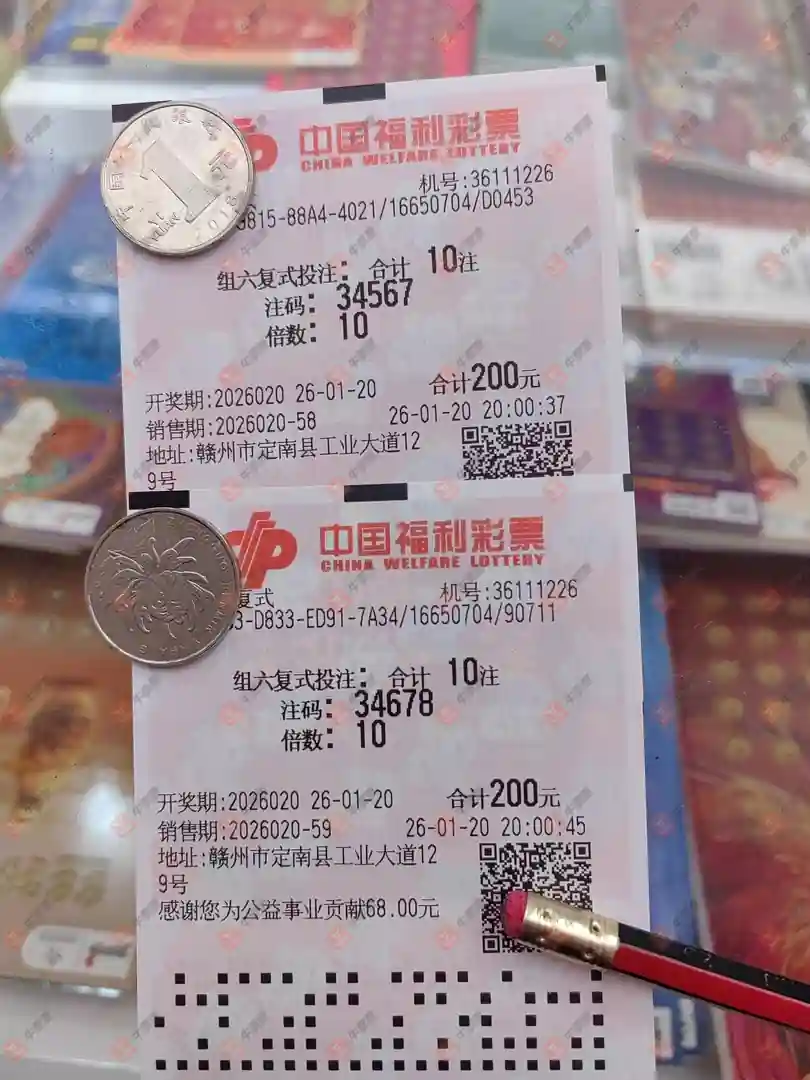 1元
2018
中国福利彩票
CHINA WELFARE LOTTERY
机号:36111226
3615-88A4-4021/16650704/D0453
组六复式投注: 合计 10注
注码: 34567
倍数: 10
开奖期:2026020 26-01-20 合计200元
销售期:2026020-58 26-01-20 20:00:37
地址:赣州市定南县工业大道12
9号
中国福利彩票
CHINA WELFARE LOTTERY
复式 机号:36111226
3-D833-ED91-7A34/16650704/90711
组六复式投注: 合计 10注
注码: 34678
倍数: 10
开奖期:2026020 26-01-20 合计200元
销售期:2026020-59 26-01-20 20:00:45
地址:赣州市定南县工业大道12
9号
感谢您为公益事业贡献68.00元